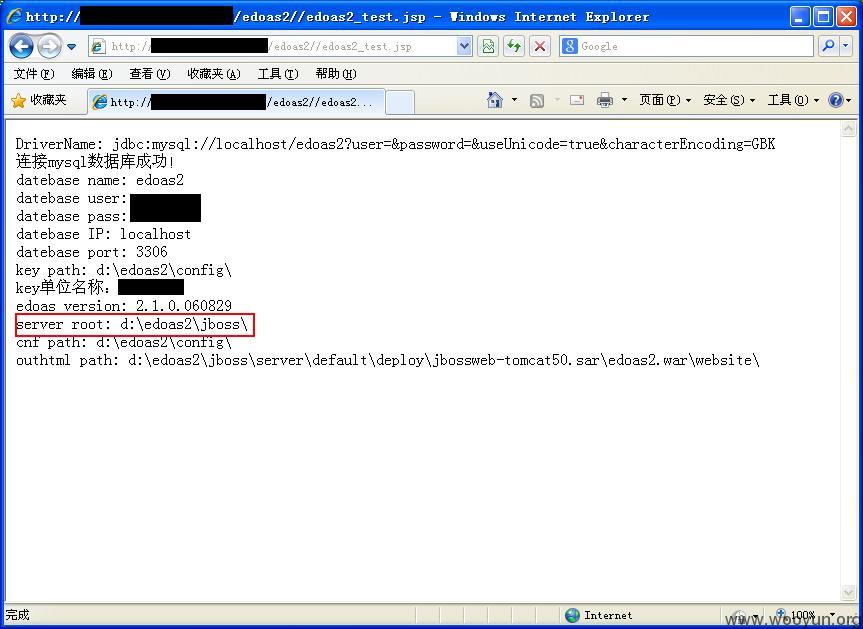 http:// /edoas2//edoas2_test.jsp - Windows Internet Explorer
http:// /edoas2//edoas2_test.jsp
Google
文件(F) 编辑(E) 查看(V) 收藏夹(A) 工具(T) 帮助(H)
收藏夹 http:// /edoas2//edoas2... 页面(P) 安全(S) 工具(O)
DriverName: jdbc:mysql://localhost/edoas2?user=&password=&useUnicode=true&characterEncoding=GBK
连接mysql数据库成功!
datebase name: edoas2
datebase user:
datebase pass:
datebase IP: localhost
datebase port: 3306
key path: d:\edoas2\config\
key单位名称:
edoas version: 2.1.0.060829
server root: d:\edoas2\jboss\
cnf path: d:\edoas2\config\
outhtml path: d:\edoas2\jboss\server\default\deploy\jbossweb-tomcat50.sar\edoas2.war\website\
完成 Internet 100%
www.wooyun.org